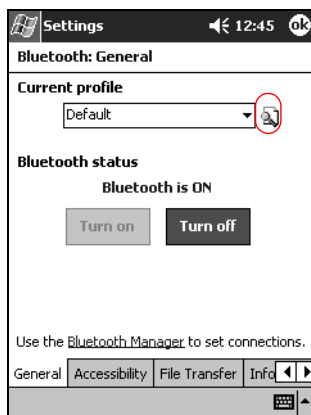 Settings 12:45 ok
Bluetooth: General
Current profile
Default
Bluetooth status
Bluetooth is ON
Turn on Turn off
Use the Bluetooth Manager to set connections.
General Accessibility File Transfer Info